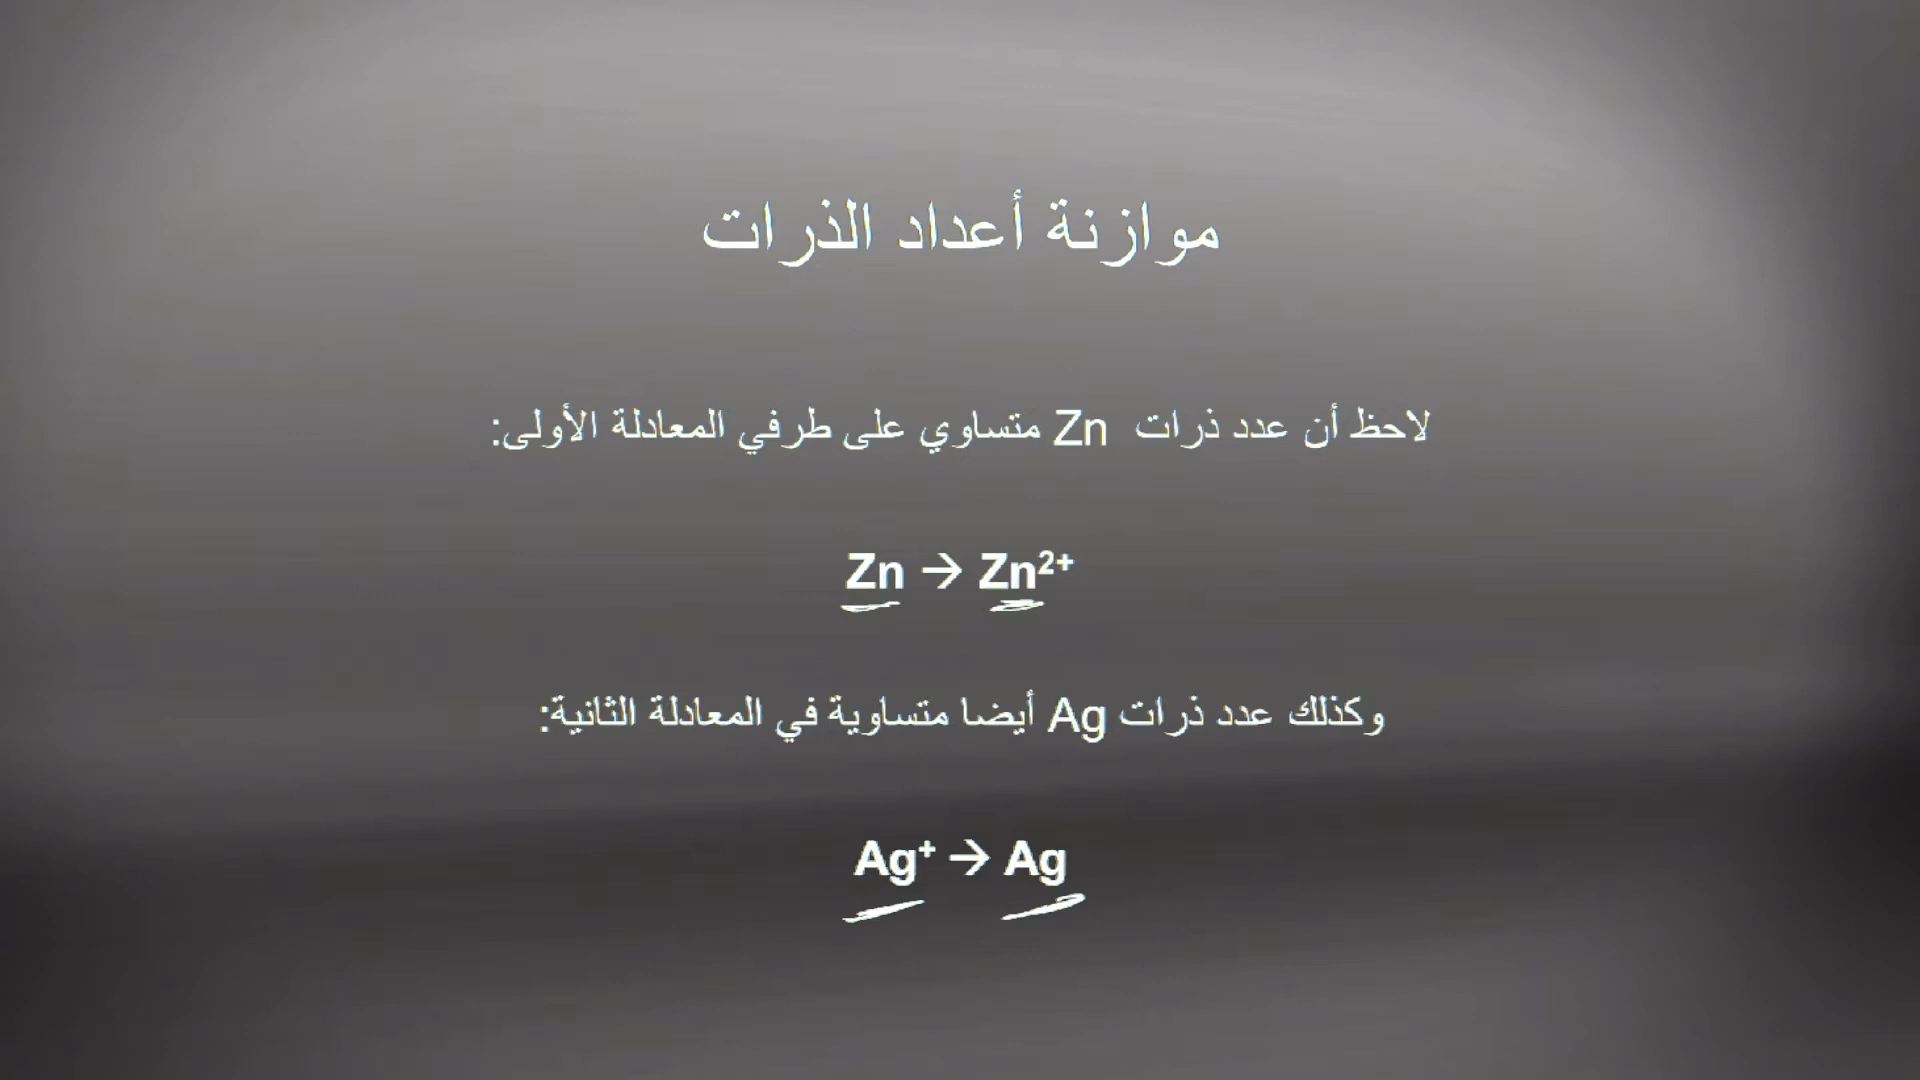 موازنة أعداد الذرات
لاحظ أن عدد ذرات Zn متساوي على طرفي المعادلة الأولى:
Zn → Zn²⁺
وكذلك عدد ذرات Ag أيضا متساوية في المعادلة الثانية:
Ag⁺ → Ag